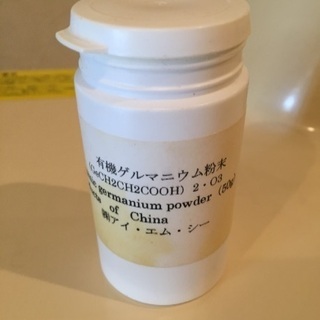 有機ゲルマニウム粉末
(GeCH2CH2COOH) 2・O3
germanium powder (50g
of China
㈱アイ・エム・シー